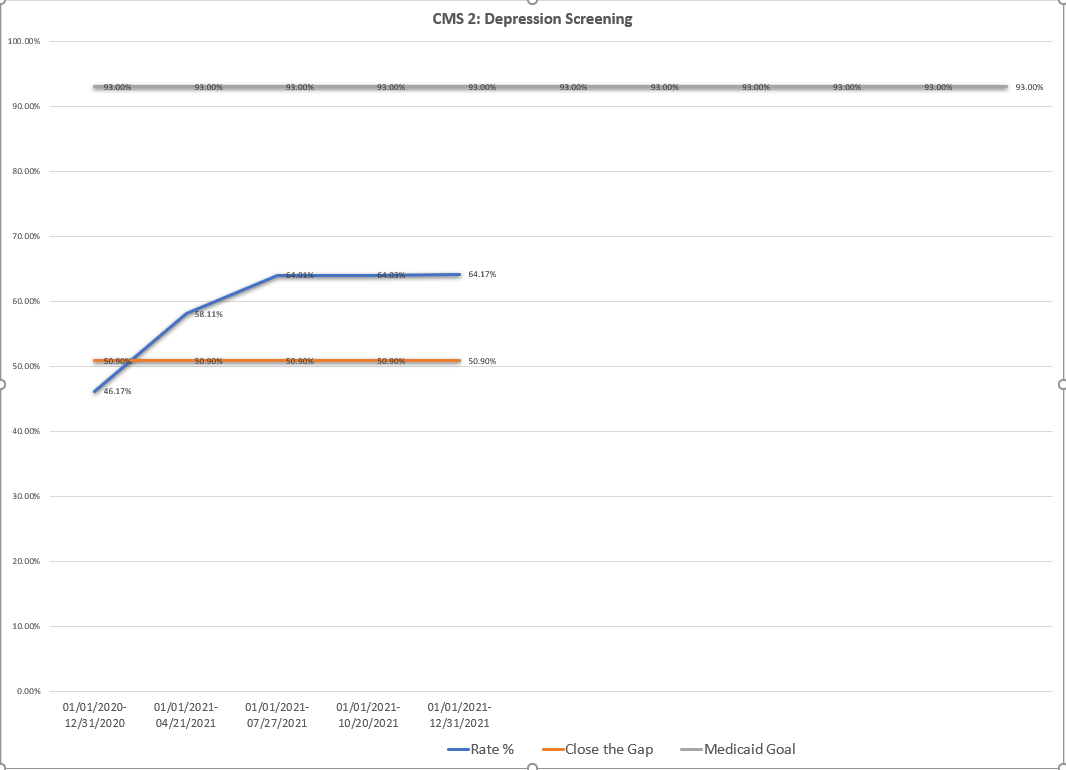 CMS 2: Depression Screening
100.00%
93.00% 93.00% 93.00% 93.00% 93.00% 93.00% 93.00% 93.00% 93.00% 93.00% 93.00%
90.00%
80.00%
70.00%
64.01% 64.03% 64.17%
60.00%
58.11%
50.90% 50.90% 50.90% 50.90% 50.90%
50.00%
46.17%
40.00%
30.00%
20.00%
10.00%
0.00%
01/01/2020- 01/01/2021- 01/01/2021- 01/01/2021- 01/01/2021-
12/31/2020 04/21/2021 07/27/2021 10/20/2021 12/31/2021
Rate % Close the Gap Medicaid Goal